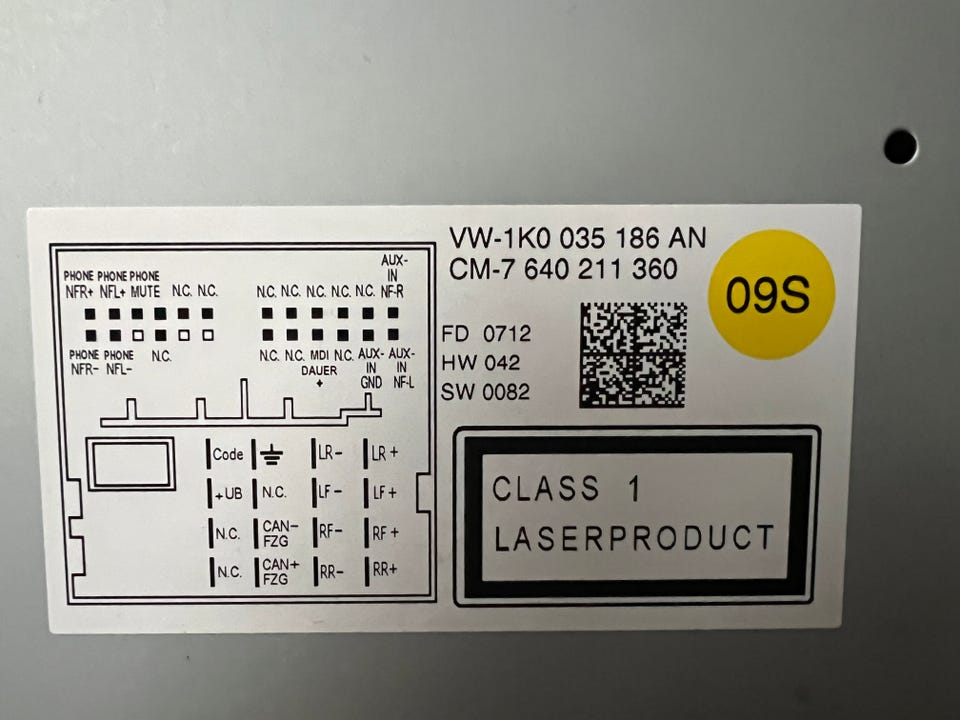 VW-1K0 035 186 AN
CM-7 640 211 360
09S
FD 0712
HW 042
SW 0082
CLASS 1
LASERPRODUCT
AUX-
PHONE PHONE PHONE IN
NFR+ NFL+ MUTE N.C. N.C. N.C. N.C. N.C. N.C. N.C. NF-R
PHONE PHONE N.C. N.C. N.C. MDI N.C. AUX- AUX-
NFR- NFL- DAUER IN IN
+ GND NF-L
Code LR- LR+
+UB N.C. LF- LF+
N.C. CAN- RF- RF+
FZG
N.C. CAN+ RR- RR+
FZG